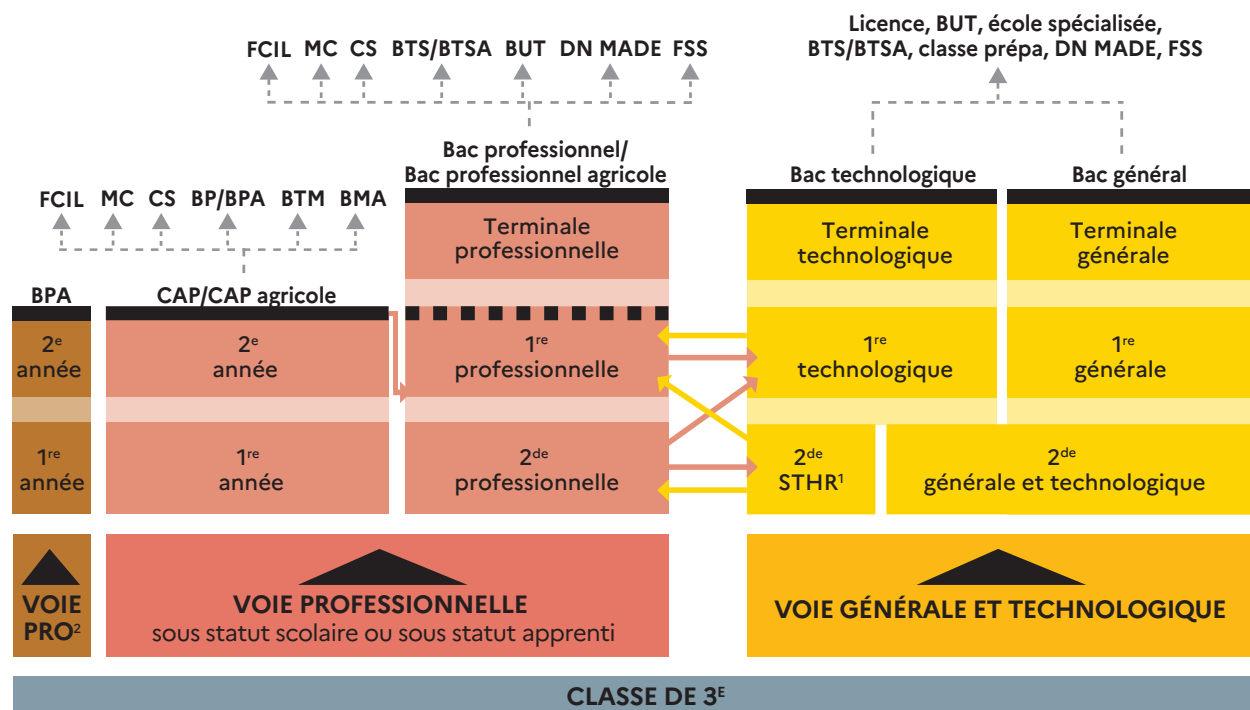 Licence, BUT, école spécialisée,
BTS/BTSA, classe prépa, DN MADE, FSS
FCIL MC CS BTS/BTSA BUT DN MADE FSS
Bac professionnel/
Bac professionnel agricole
Bac technologique
Bac général
FCIL MC CS BP/BPA BTM BMA
Terminale
professionnelle
Terminale
technologique
Terminale
générale
BPA
CAP/CAP agricole
2e
année
2e
année
1re
professionnelle
1re
technologique
1re
générale
1re
année
1re
année
2de
professionnelle
2de
STHR1
2de
générale et technologique
VOIE
PRO2
VOIE PROFESSIONNELLE
sous statut scolaire ou sous statut apprenti
VOIE GÉNÉRALE ET TECHNOLOGIQUE
CLASSE DE 3E